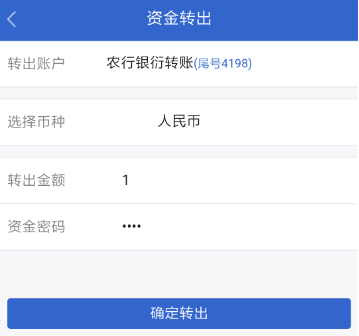 资金转出
转出账户 农行银衍转账(尾号4198)
选择币种 人民币
转出金额 1
资金密码 ••••
确定转出